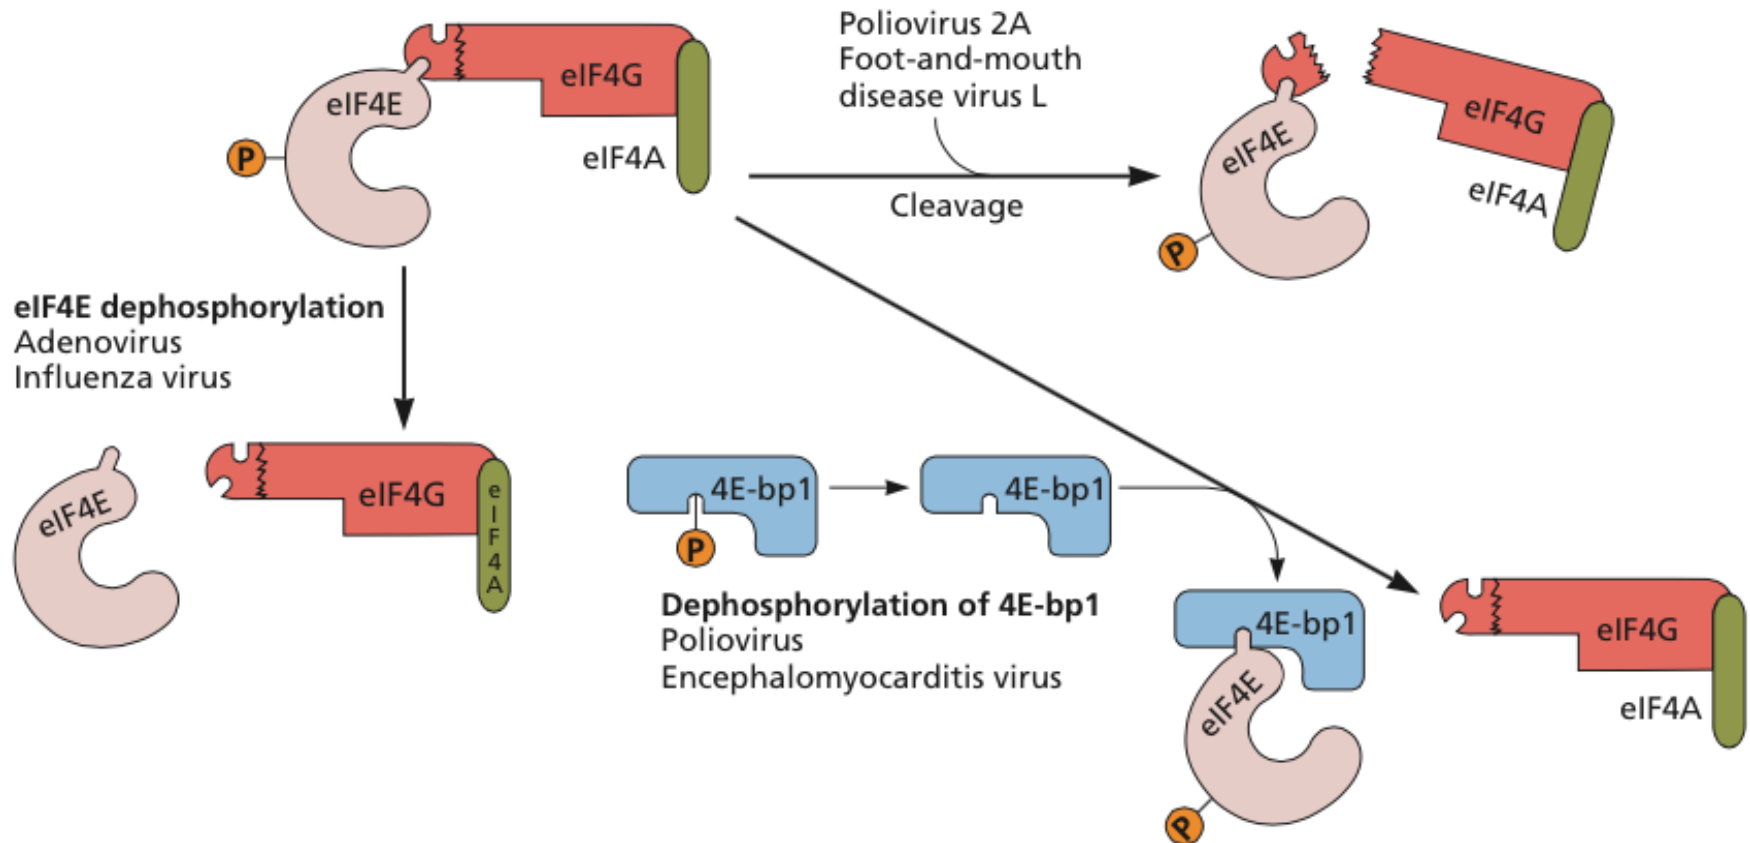 eIF4E
eIF4G
eIF4A
P
Poliovirus 2A
Foot-and-mouth
disease virus L
Cleavage
eIF4E
eIF4G
eIF4A
P
eIF4E dephosphorylation
Adenovirus
Influenza virus
eIF4E
eIF4G
eIF4A
4E-bp1
P
4E-bp1
Dephosphorylation of 4E-bp1
Poliovirus
Encephalomyocarditis virus
4E-bp1
eIF4E
P
eIF4G
eIF4A